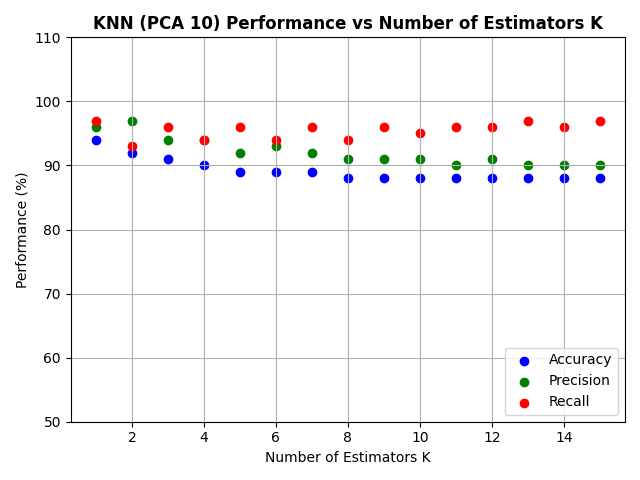 KNN (PCA 10) Performance vs Number of Estimators K
110
100
90
80
70
60
50
Performance (%)
2 4 6 8 10 12 14
Number of Estimators K
Accuracy
Precision
Recall